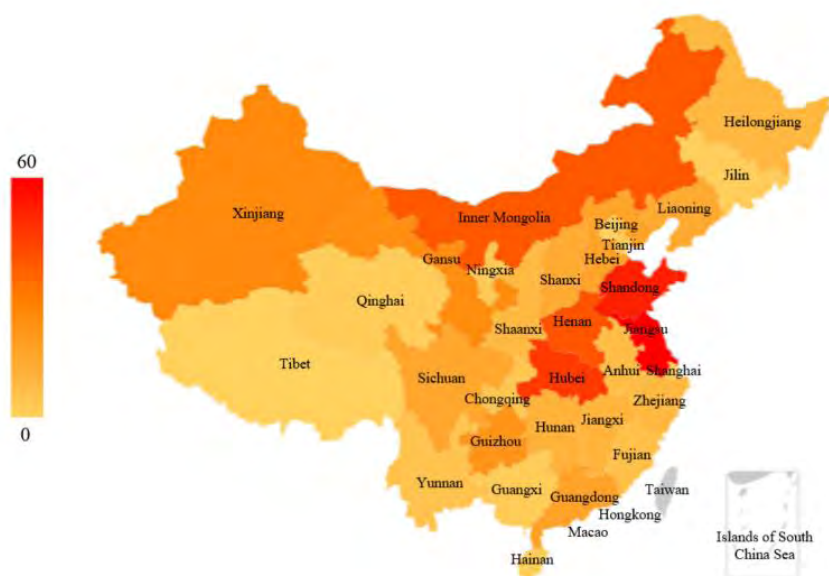 Heilongjiang
60
Jilin
Xinjiang
Inner Mongolia
Liaoning
Beijing
Tianjin
Gansu
Hebei
Ningxia
Shanxi
Qinghai
Shandong
Shaanxi
Henan
Jiangsu
Tibet
Sichuan
Hubei
Anhui
Shanghai
Chongqing
Zhejiang
0
Guizhou
Hunan
Jiangxi
Fujian
Yunnan
Guangxi
Guangdong
Taiwan
Hongkong
Macao
Islands of South
China Sea
Hainan